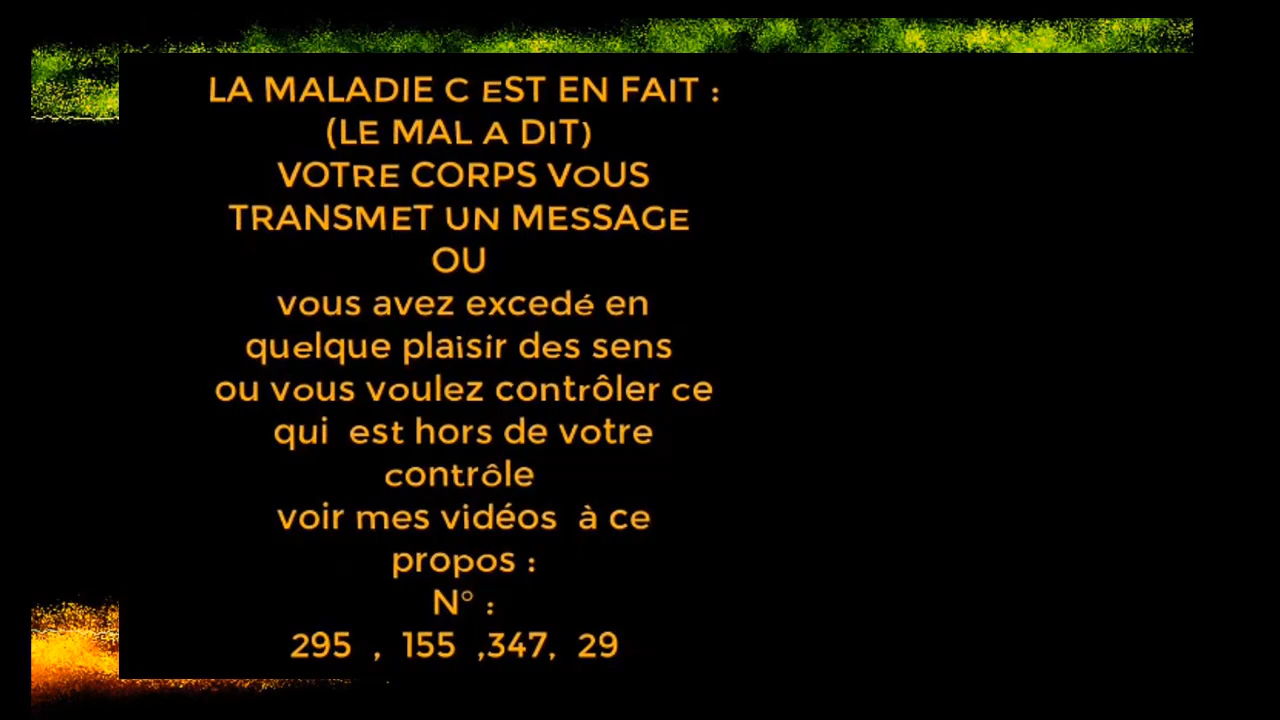 LA MALADIE C EST EN FAIT :
(LE MAL A DIT)
VOTRE CORPS VOUS
TRANSMET UN MESSAGE
OU
vous avez excedé en
quelque plaisir des sens
ou vous voulez contrôler ce
qui est hors de votre
contrôle
voir mes vidéos à ce
propos :
N° :
295 , 155 ,347, 29